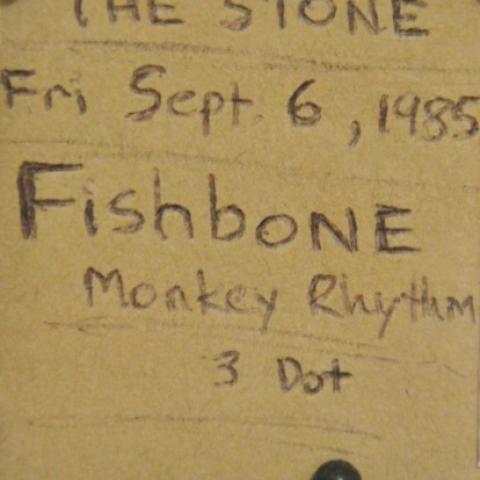 THE STONE
Fri Sept. 6, 1985
FishboNE
Monkey Rhythm
3 Dot